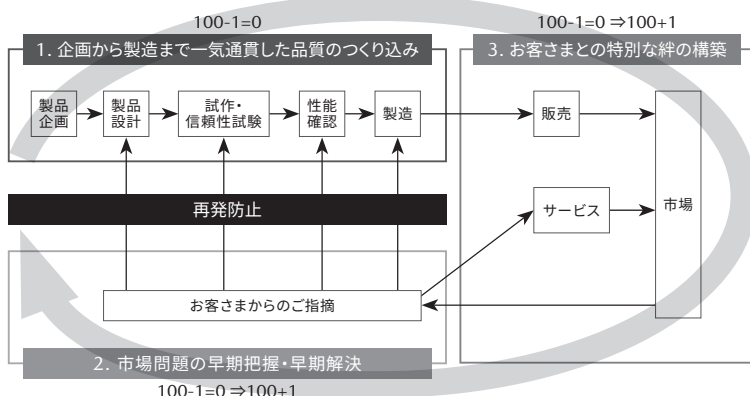 100-1=0
1. 企画から製造まで一気通貫した品質のつくり込み
製品
企画
製品
設計
試作・
信頼性試験
性能
確認
製造
100-1=0 ⇒100+1
3. お客さまとの特別な絆の構築
販売
サービス
市場
再発防止
お客さまからのご指摘
2. 市場問題の早期把握・早期解決
100-1=0 ⇒100+1